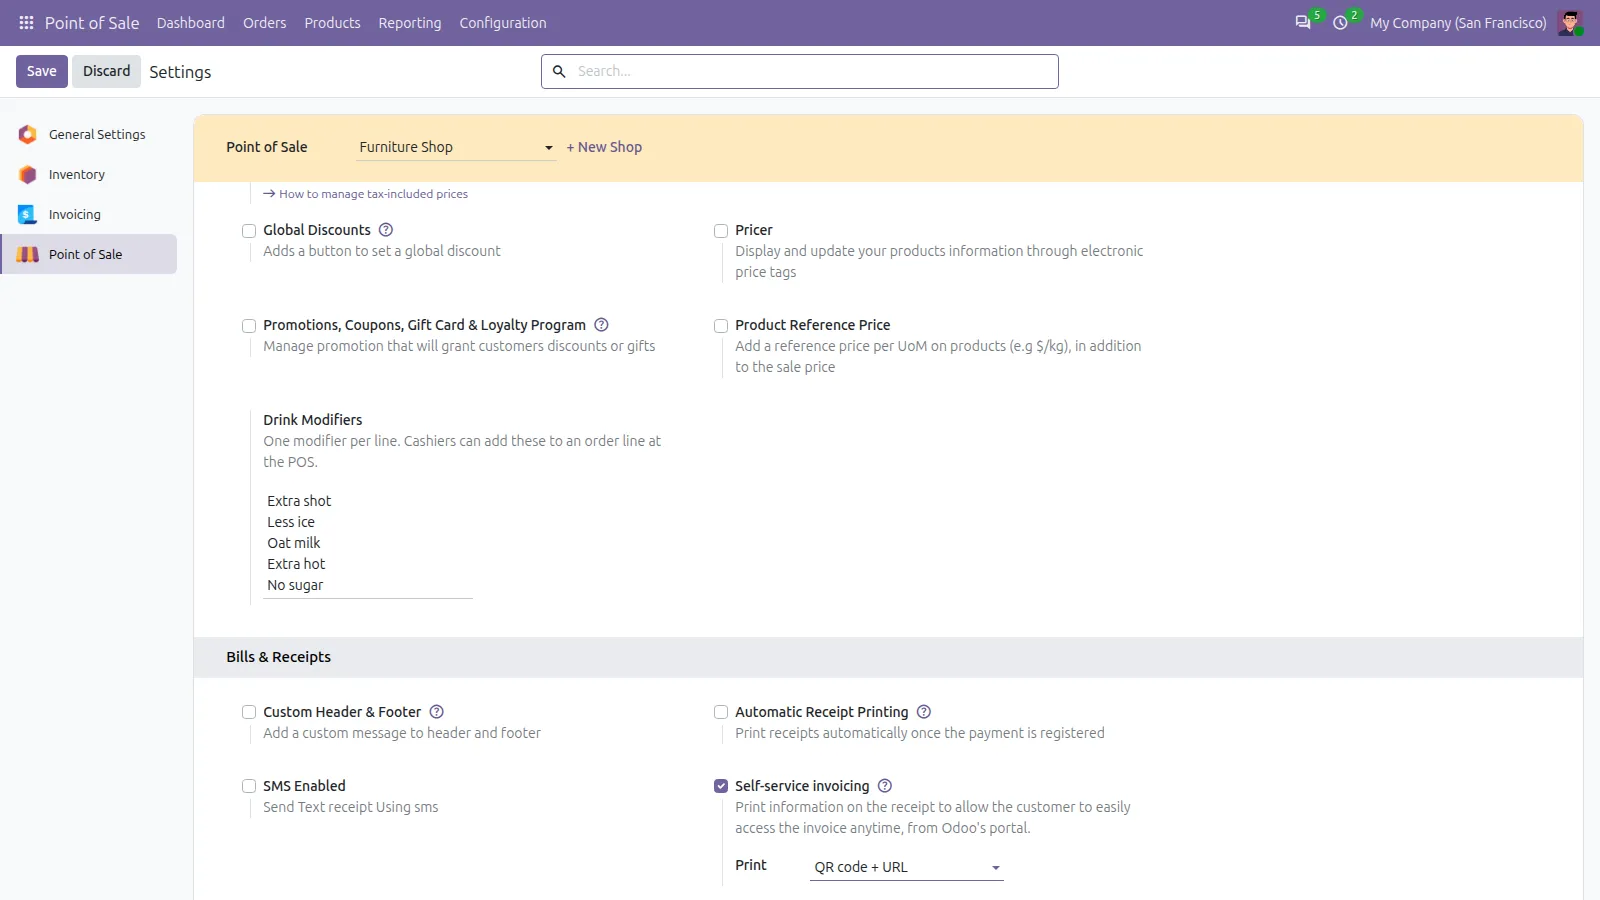 Point of Sale Dashboard Orders Products Reporting Configuration 5 2 My Company (San Francisco)
Save Discard Settings Search...
General Settings
Inventory
Invoicing
Point of Sale
Point of Sale Furniture Shop + New Shop
→ How to manage tax-included prices
Global Discounts ?
Adds a button to set a global discount
Pricer
Display and update your products information through electronic
price tags
Promotions, Coupons, Gift Card & Loyalty Program ?
Manage promotion that will grant customers discounts or gifts
Product Reference Price
Add a reference price per UoM on products (e.g $/kg), in addition
to the sale price
Drink Modifiers
One modifier per line. Cashiers can add these to an order line at
the POS.
Extra shot
Less ice
Oat milk
Extra hot
No sugar
Bills & Receipts
Custom Header & Footer ?
Add a custom message to header and footer
Automatic Receipt Printing ?
Print receipts automatically once the payment is registered
SMS Enabled
Send Text receipt Using sms
Self-service invoicing ?
Print information on the receipt to allow the customer to easily
access the invoice anytime, from Odoo's portal.
Print QR code + URL